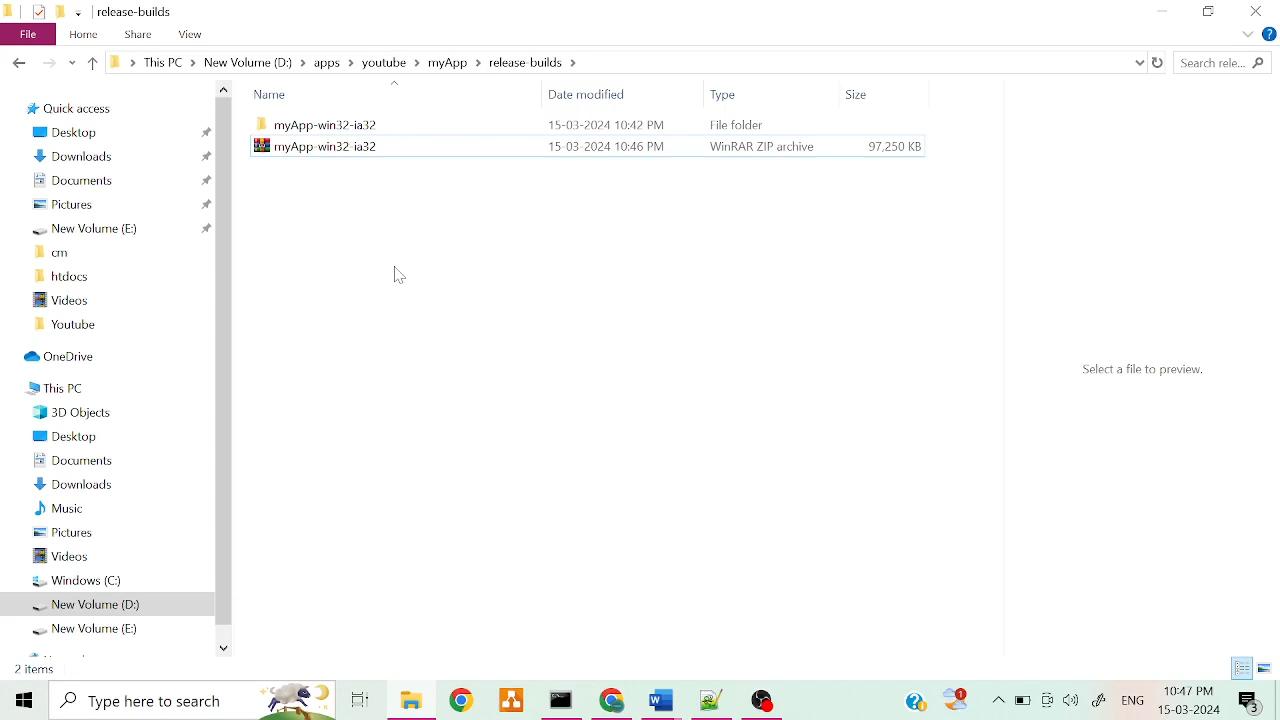 release-builds
File
Home
Share
View
This PC
New Volume (D:)
apps
youtube
myApp
release-builds
Search rele...
Name
Date modified
Type
Size
myApp-win32-ia32
15-03-2024 10:42 PM
File folder
myApp-win32-ia32
15-03-2024 10:46 PM
WinRAR ZIP archive
97,250 KB
Quick access
Desktop
Downloads
Documents
Pictures
New Volume (E:)
cm
htdocs
Videos
Youtube
OneDrive
This PC
3D Objects
Desktop
Documents
Downloads
Music
Pictures
Videos
Windows (C:)
New Volume (D:)
New Volume (E:)
Select a file to preview.
2 items
Type here to search
1
ENG
10:47 PM
15-03-2024
3